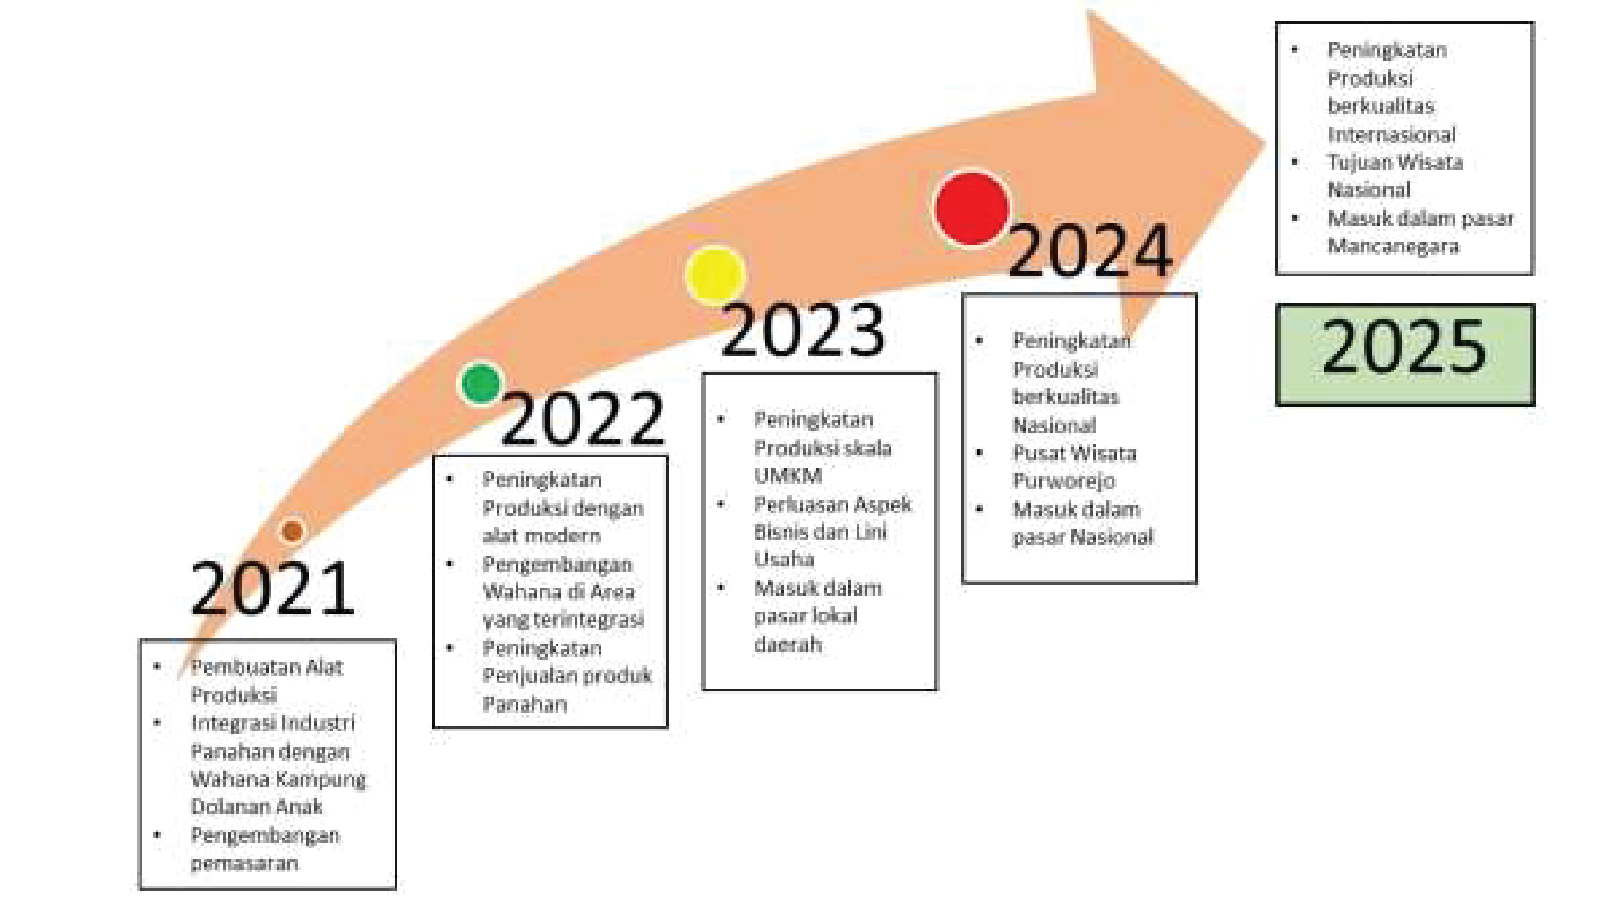 2021
• Pembuatan Alat
Produksi
• Integrasi Industri
Panahan dengan
Wahana Kampung
Dolanan Anak
• Pengembangan
pemasaran
2022
• Peningkatan
Produksi dengan
alat modern
• Pengembangan
Wahana di Area
yang terintegrasi
• Peningkatan
Penjualan produk
Panahan
2023
• Peningkatan
Produksi skala
UMKM
• Perluasan Aspek
Bisnis dan Lini
Usaha
• Masuk dalam
pasar lokal
daerah
2024
• Peningkatan
Produksi
berkualitas
Nasional
• Pusat Wisata
Purworejo
• Masuk dalam
pasar Nasional
• Peningkatan
Produksi
berkualitas
Internasional
• Tujuan Wisata
Nasional
• Masuk dalam pasar
Mancanegara
2025